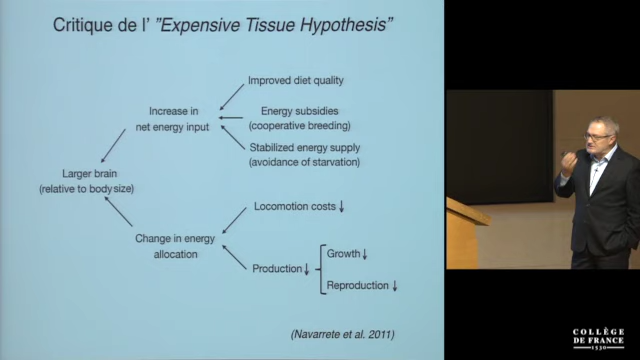 Critique de l' "Expensive Tissue Hypothesis"
Improved diet quality
Increase in
net energy input
Energy subsidies
(cooperative breeding)
Stabilized energy supply
(avoidance of starvation)
Larger brain
(relative to body size)
Locomotion costs ↓
Change in energy
allocation
Production ↓
Growth ↓
Reproduction ↓
(Navarrete et al. 2011)
COLLÈGE
DE FRANCE
1530